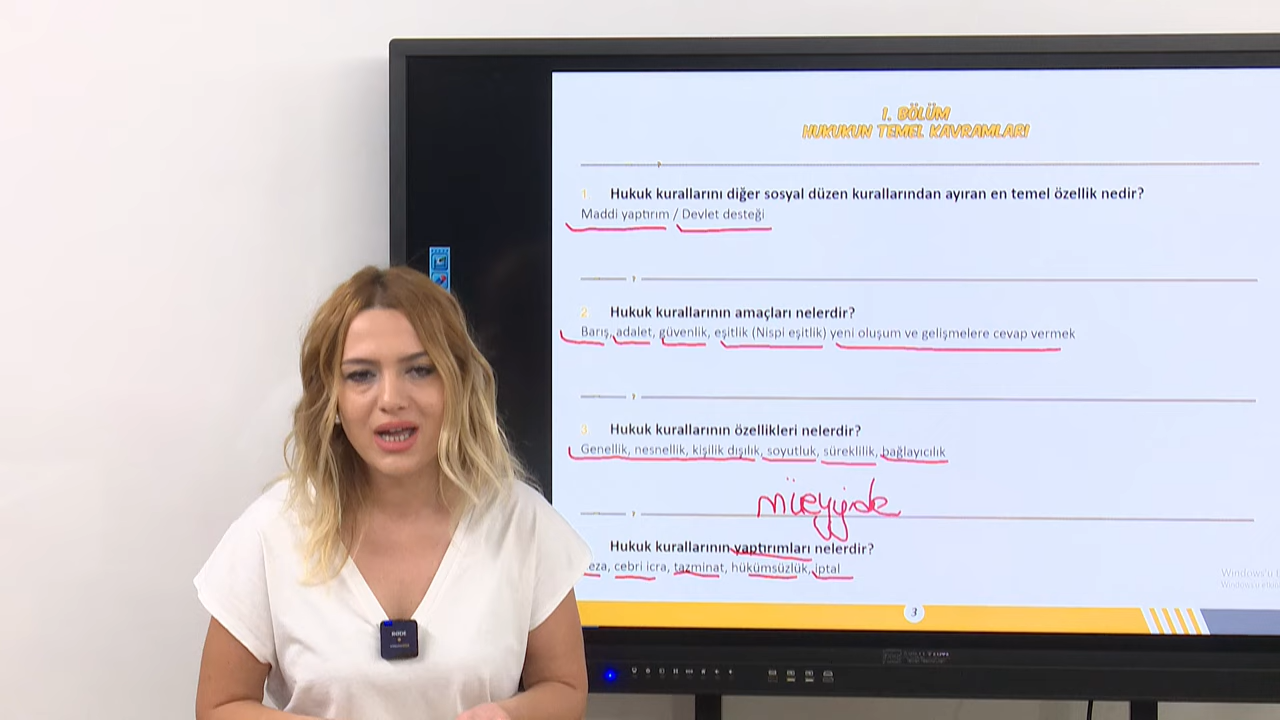 1. BÖLÜM
HUKUKUN TEMEL KAVRAMLARI
1 Hukuk kurallarını diğer sosyal düzen kurallarından ayıran en temel özellik nedir?
Maddi yaptırım / Devlet desteği
2 Hukuk kurallarının amaçları nelerdir?
Barış, adalet, güvenlik, eşitlik (Nispi eşitlik) yeni oluşum ve gelişmelere cevap vermek
3 Hukuk kurallarının özellikleri nelerdir?
Genellik, nesnellik, kişilik dışılık, soyutluk, süreklilik, bağlayıcılık
müeyyide
Hukuk kurallarının yaptırımları nelerdir?
eza, cebri icra, tazminat, hükümsüzlük, iptal
Windows'u
3
RODE